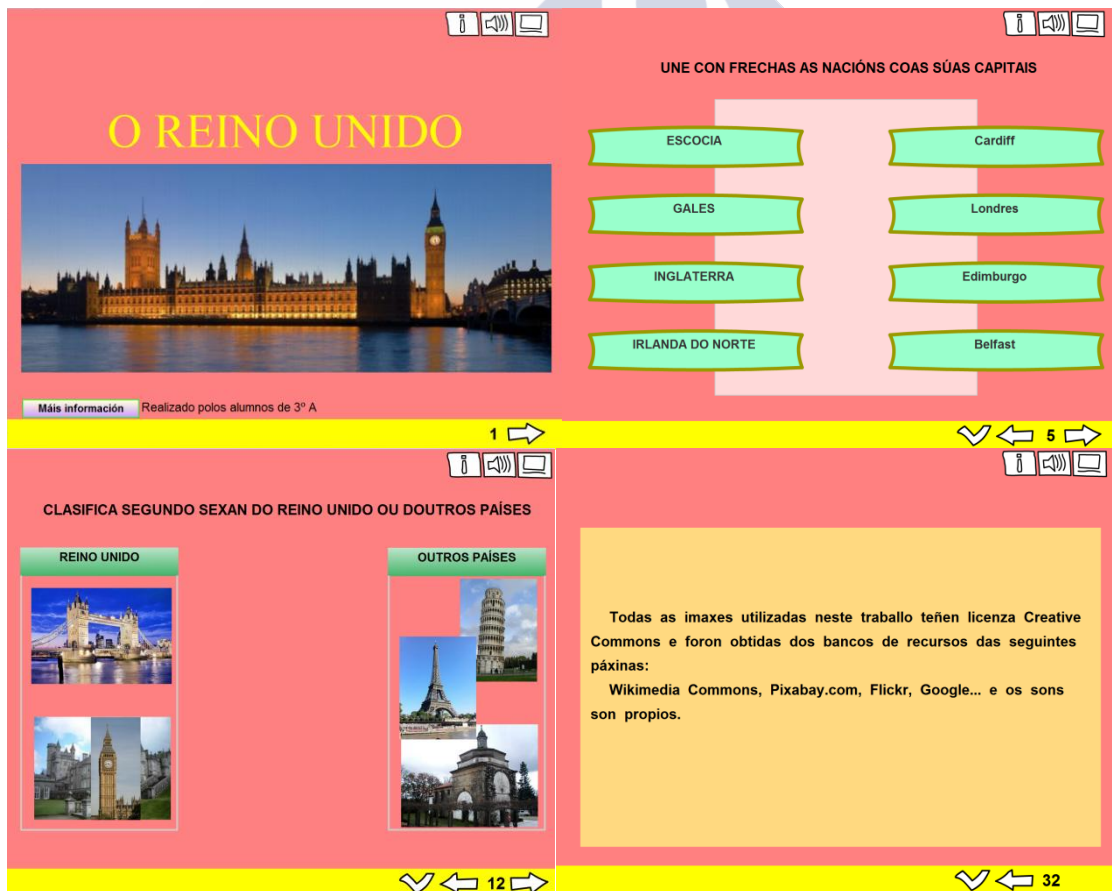 O REINO UNIDO
Máis información
Realizado polos alumnos de 3º A
1
UNE CON FRECHAS AS NACIÓNS COAS SÚAS CAPITAIS
ESCOCIA
Cardiff
GALES
Londres
INGLATERRA
Edimburgo
IRLANDA DO NORTE
Belfast
5
CLASIFICA SEGUNDO SEXAN DO REINO UNIDO OU DOUTROS PAÍSES
REINO UNIDO
OUTROS PAÍSES
12
Todas as imaxes utilizadas neste traballo teñen licenza Creative
Commons e foron obtidas dos bancos de recursos das seguintes
páxinas:
Wikimedia Commons, Pixabay.com, Flickr, Google... e os sons
son propios.
32